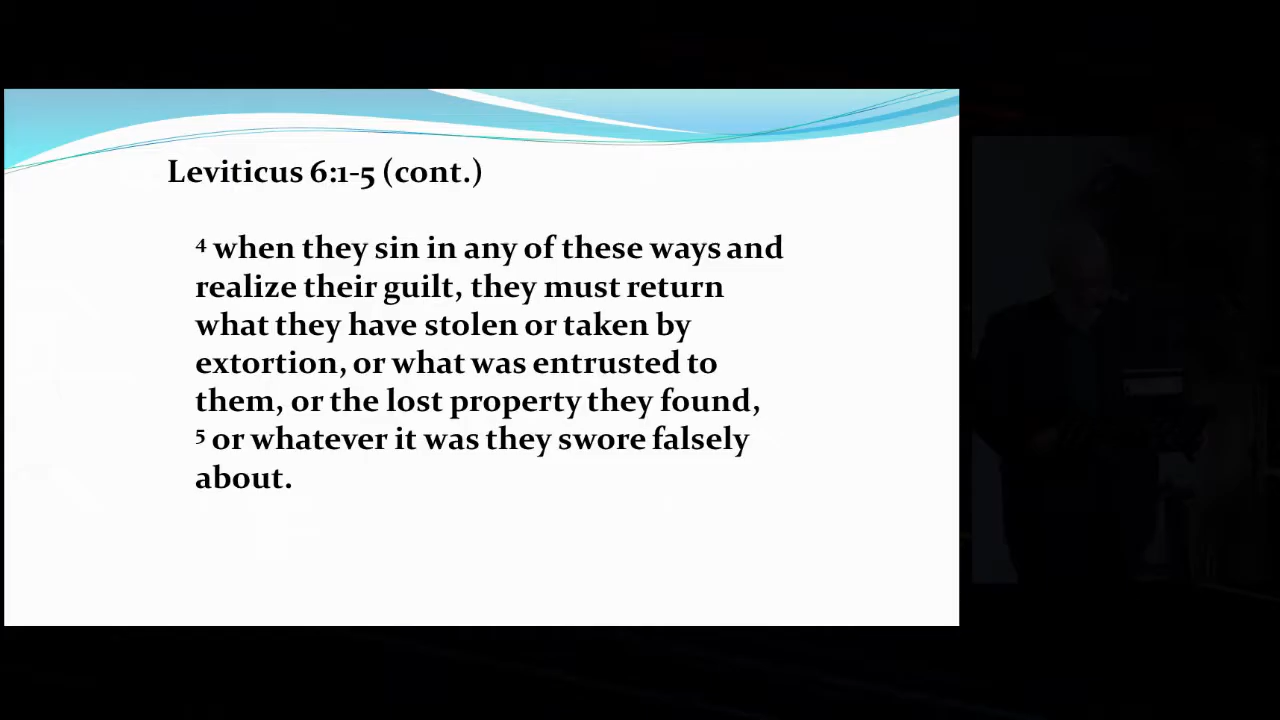 Leviticus 6:1-5 (cont.)
4 when they sin in any of these ways and
realize their guilt, they must return
what they have stolen or taken by
extortion, or what was entrusted to
them, or the lost property they found,
5 or whatever it was they swore falsely
about.